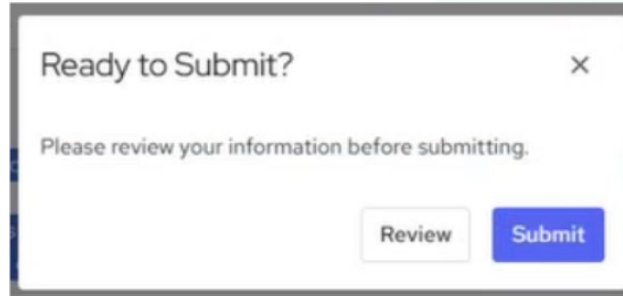 Ready to Submit?
Please review your information before submitting.
Review
Submit